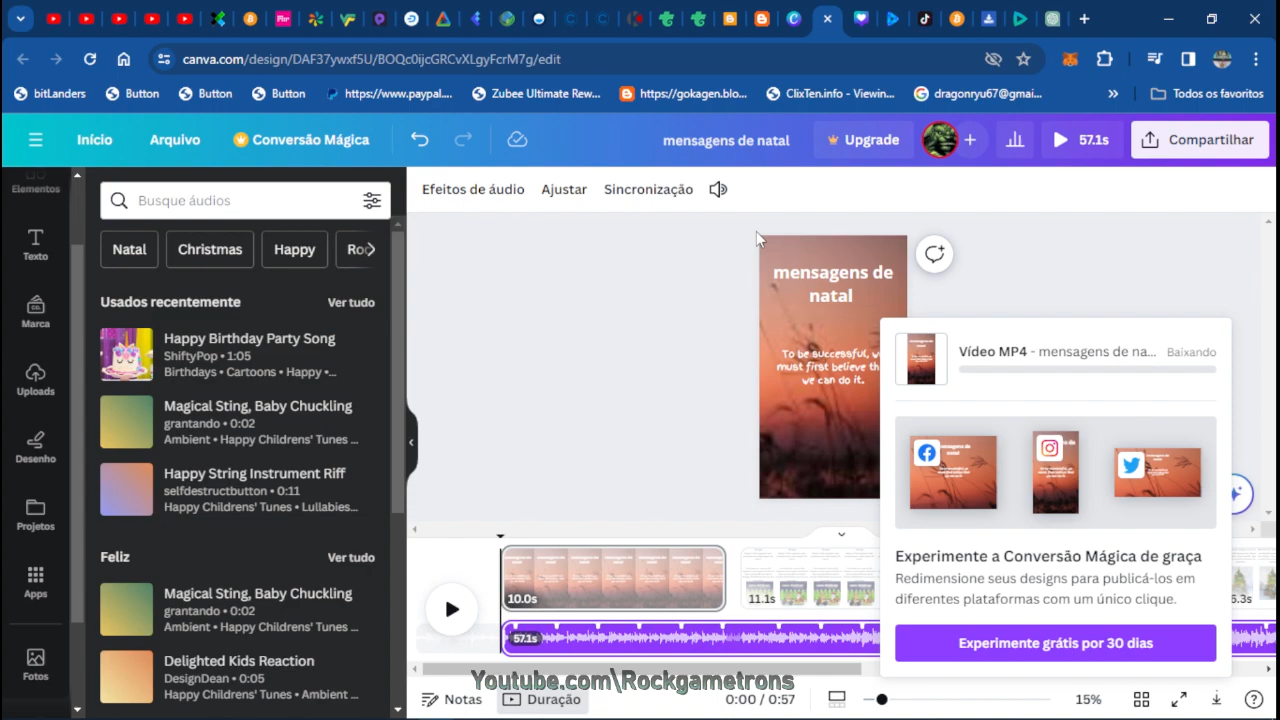 canva.com/design/DAF37ywxf5U/BOQc0ijcGRCvXLgyFcrM7g/edit
bitLanders
Button
Button
Button
https://www.paypal....
Zubee Ultimate Rew...
https://gokagen.blo...
ClixTen.info - Viewin...
dragonryu67@gmai...
Todos os favoritos
Início
Arquivo
Conversão Mágica
mensagens de natal
Upgrade
57.1s
Compartilhar
Elementos
Texto
Marca
Uploads
Desenho
Projetos
Apps
Fotos
Busque áudios
Natal
Christmas
Happy
Roc
Usados recentemente
Ver tudo
Happy Birthday Party Song
ShiftyPop • 1:05
Birthdays • Cartoons • Happy •...
Magical Sting, Baby Chuckling
grantando • 0:02
Ambient • Happy Childrens' Tunes ...
Happy String Instrument Riff
selfdestructbutton • 0:11
Happy Childrens' Tunes • Lullabies...
Feliz
Ver tudo
Magical Sting, Baby Chuckling
grantando • 0:02
Ambient • Happy Childrens' Tunes ...
Delighted Kids Reaction
DesignDean • 0:05
Happy Childrens' Tunes • Ambient ...
Efeitos de áudio
Ajustar
Sincronização
mensagens de
natal
To be successful, w
must first believe th
we can do it.
Vídeo MP4 - mensagens de na...
Baixando
Experimente a Conversão Mágica de graça
Redimensione seus designs para publicá-los em
diferentes plataformas com um único clique.
Experimente grátis por 30 dias
10.0s
11.1s
6.3s
57.1s
Youtube.com\Rockgametrons
Notas
Duração
0:00 / 0:57
15%